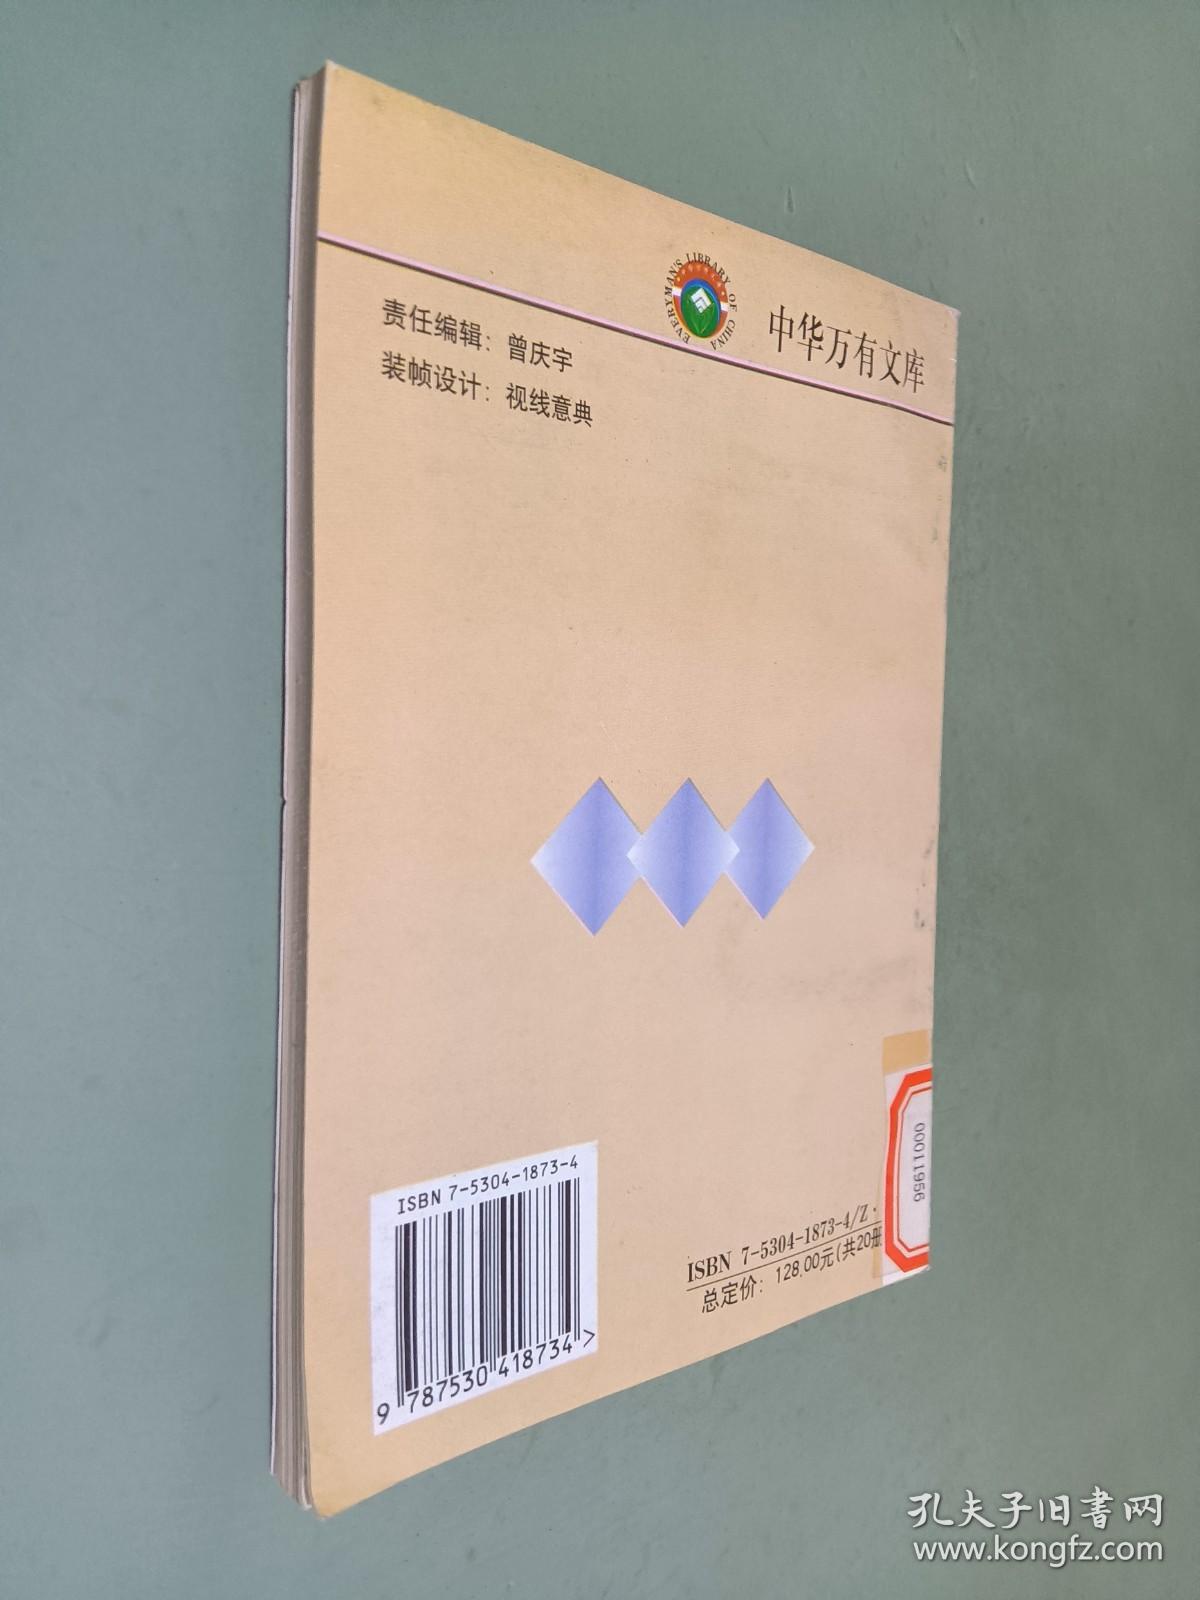 EVERYMAN'S LIBRARY OF CHINA
中华万有文库
责任编辑：曾庆宇
装帧设计：视线意典
00011956
ISBN 7-5304-1873-4
9 787530 418734 >
ISBN 7-5304-1873-4/Z·
总定价：128.00元(共20册
孔夫子旧書网
www.kongfz.com